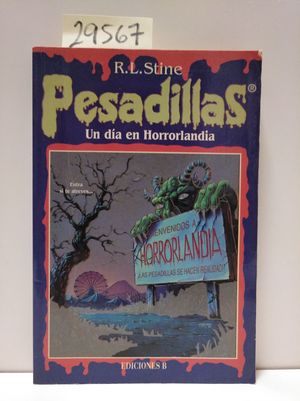 29567
R.L. Stine
Pesadillas®
Un día en Horrorlandia
Entra
si te atreves...
BIENVENIDOS A
HORRORLANDIA
¡LAS PESADILLAS SE HACEN REALIDAD!
EDICIONES B